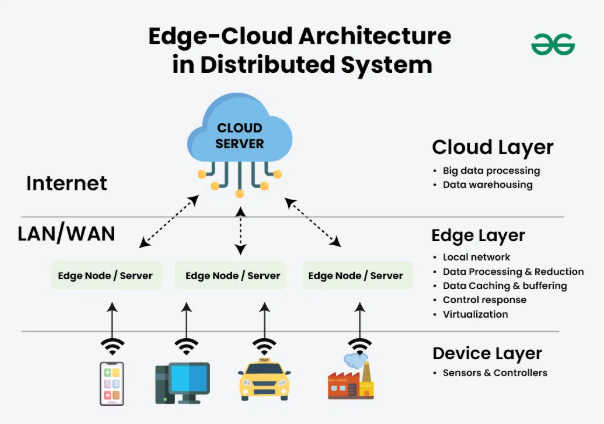 Edge-Cloud Architecture
in Distributed System
CLOUD
SERVER
Cloud Layer
• Big data processing
• Data warehousing
Internet
LAN/WAN
Edge Layer
• Local network
• Data Processing & Reduction
• Data Caching & buffering
• Control response
• Virtualization
Edge Node / Server
Edge Node / Server
Edge Node / Server
Device Layer
• Sensors & Controllers